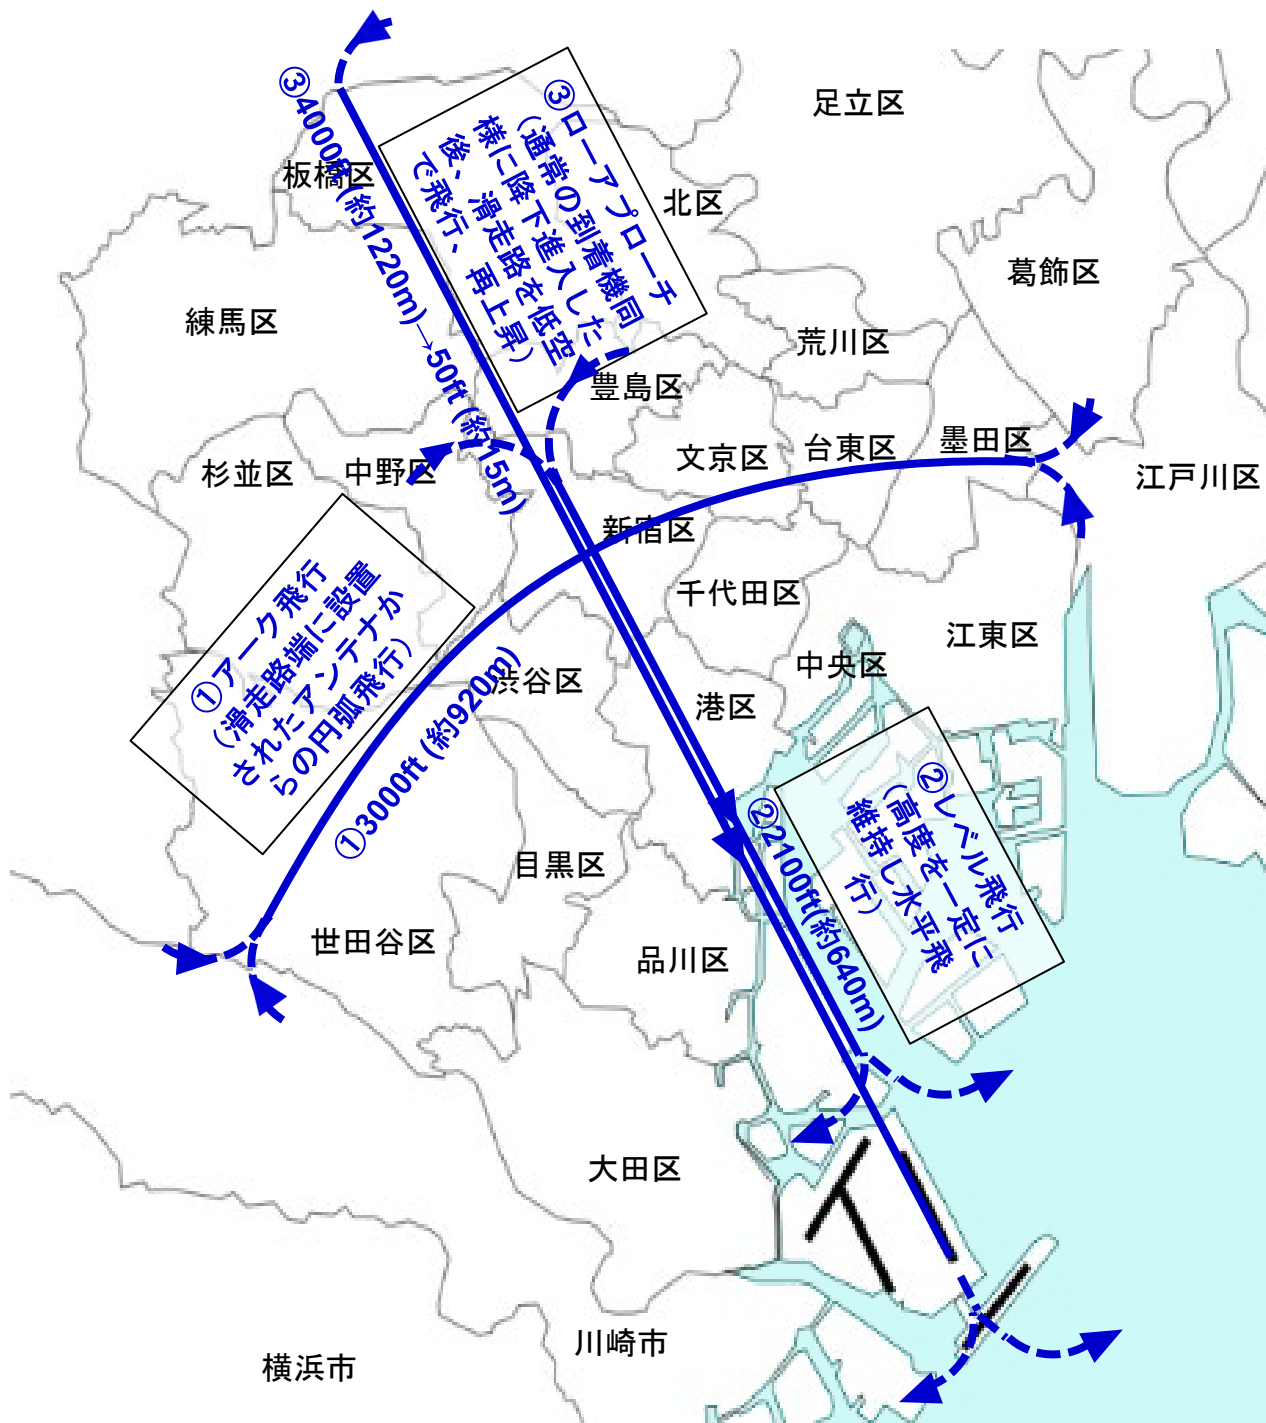 ③4000ft (約1220m)→50ft (約15m)
③ローアプローチ
（通常の到着機同
様に降下進入した
後、滑走路を低空
で飛行、再上昇）
足立区
板橋区
北区
葛飾区
練馬区
荒川区
豊島区
文京区
台東区
墨田区
江戸川区
杉並区
中野区
新宿区
千代田区
江東区
中央区
①アーク飛行
（滑走路端に設置
されたアンテナか
らの円弧飛行）
渋谷区
港区
①3000ft (約920m)
②2100ft(約640m)
②レベル飛行
（高度を一定に
維持し水平飛
行）
目黒区
世田谷区
品川区
大田区
川崎市
横浜市